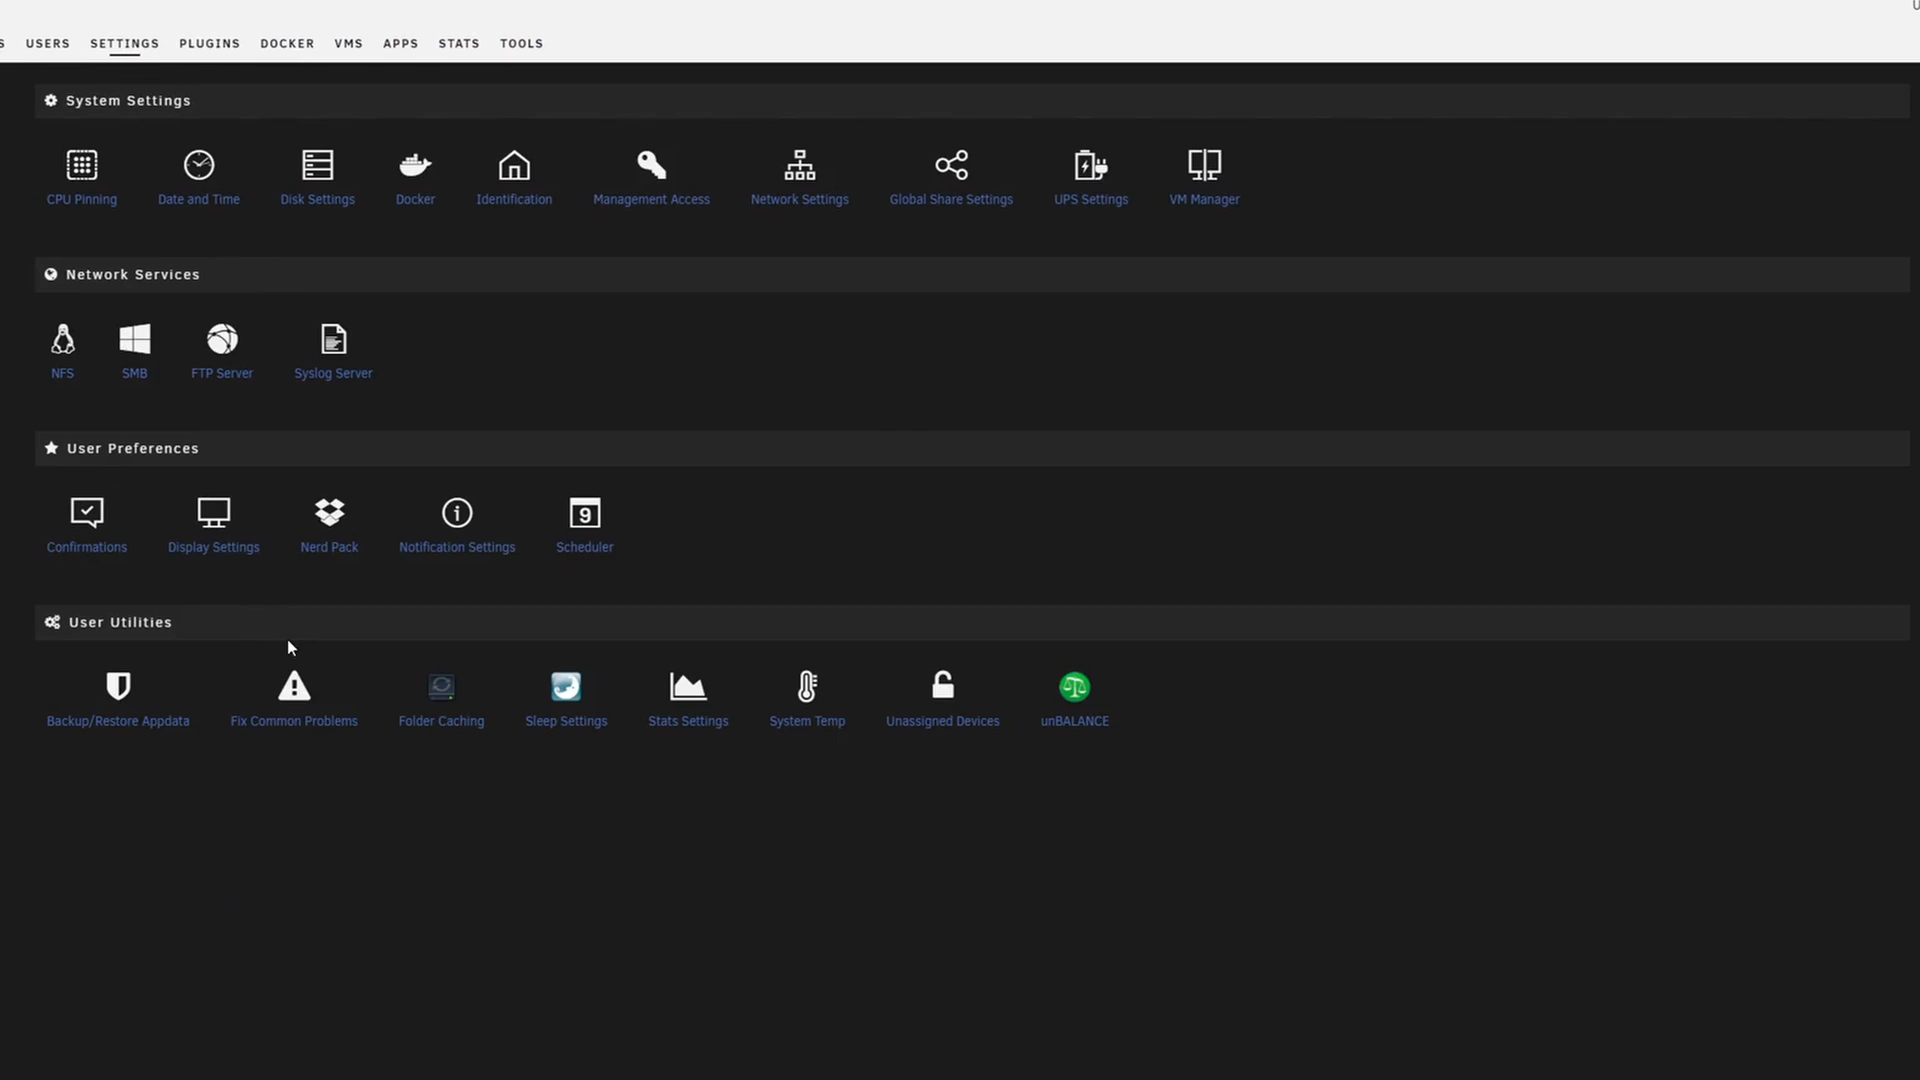 S USERS SETTINGS PLUGINS DOCKER VMS APPS STATS TOOLS
System Settings
CPU Pinning Date and Time Disk Settings Docker Identification Management Access Network Settings Global Share Settings UPS Settings VM Manager
Network Services
NFS SMB FTP Server Syslog Server
User Preferences
9
Confirmations Display Settings Nerd Pack Notification Settings Scheduler
User Utilities
Backup/Restore Appdata Fix Common Problems Folder Caching Sleep Settings Stats Settings System Temp Unassigned Devices unBALANCE